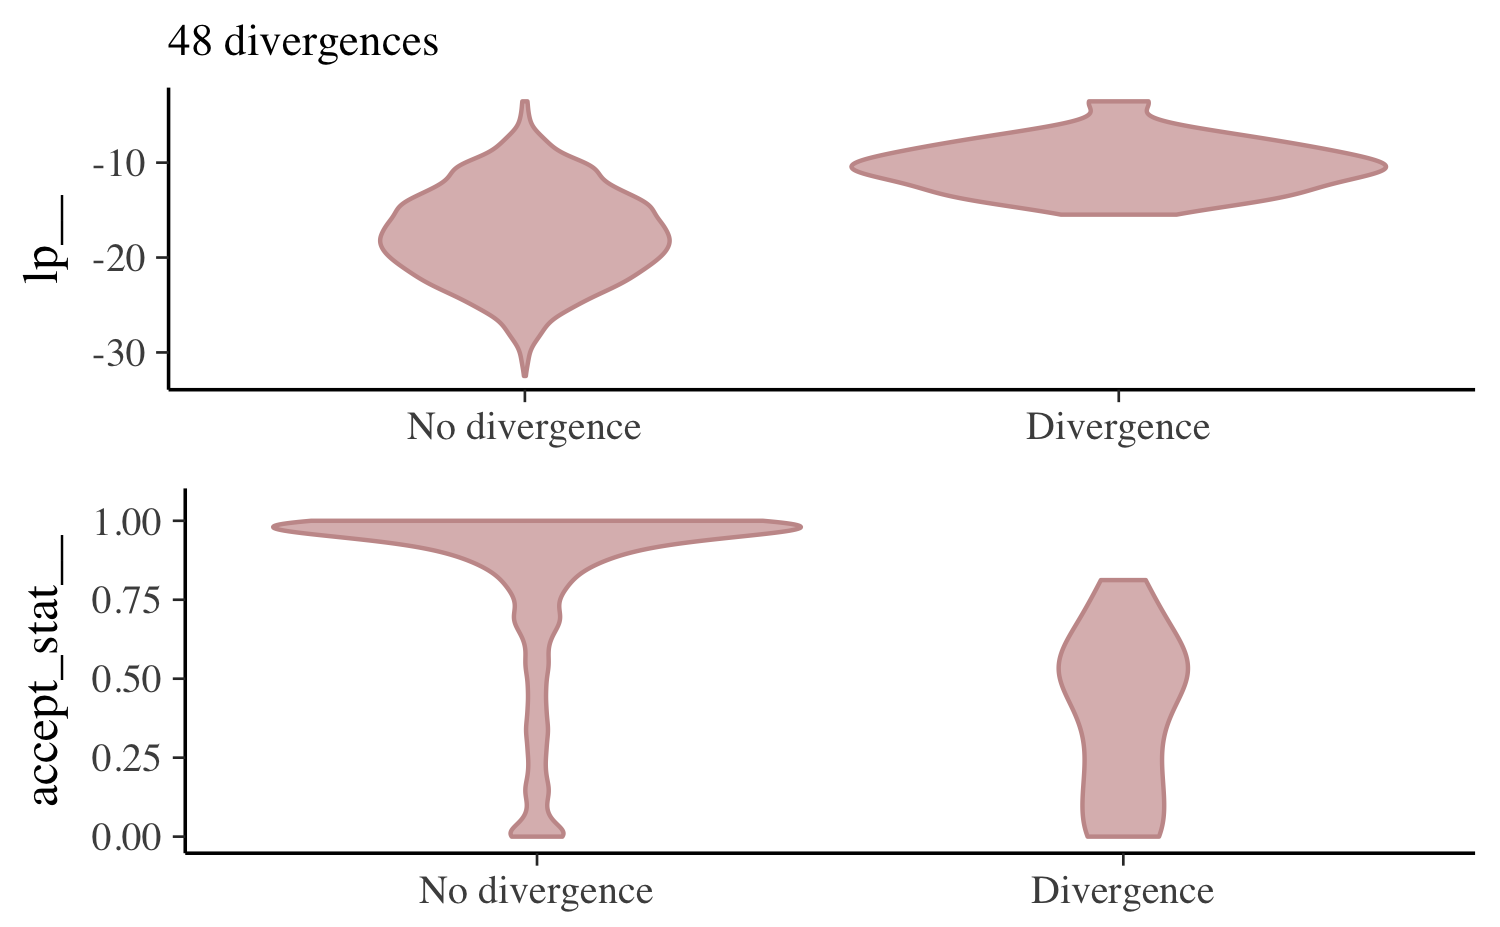 48 divergences
lp__
-10
-20
-30
No divergence
Divergence
accept_stat__
1.00
0.75
0.50
0.25
0.00
No divergence
Divergence